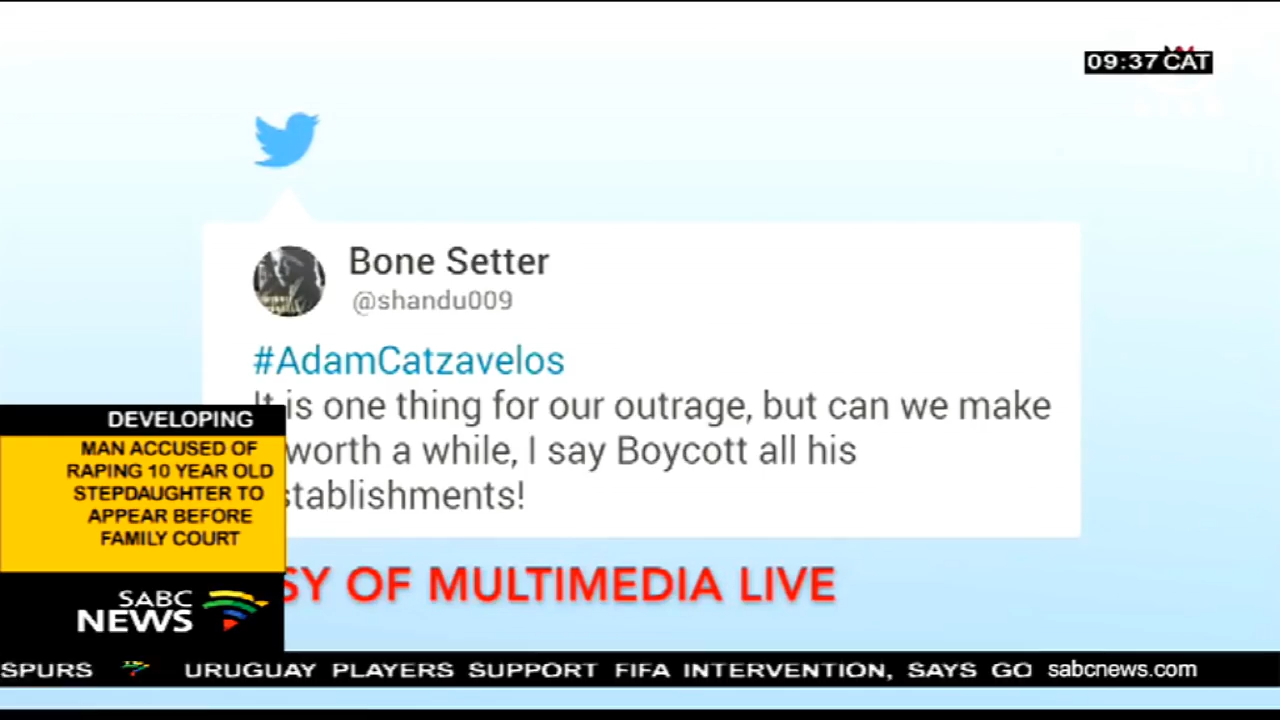 09:37 CAT
Bone Setter
@shandu009
#AdamCatzavelos
It is one thing for our outrage, but can we make
worth a while, I say Boycott all his
stablishments!
DEVELOPING
MAN ACCUSED OF
RAPING 10 YEAR OLD
STEPDAUGHTER TO
APPEAR BEFORE
FAMILY COURT
SY OF MULTIMEDIA LIVE
SABC
NEWS
SPURS URUGUAY PLAYERS SUPPORT FIFA INTERVENTION, SAYS GO sabcnews.com